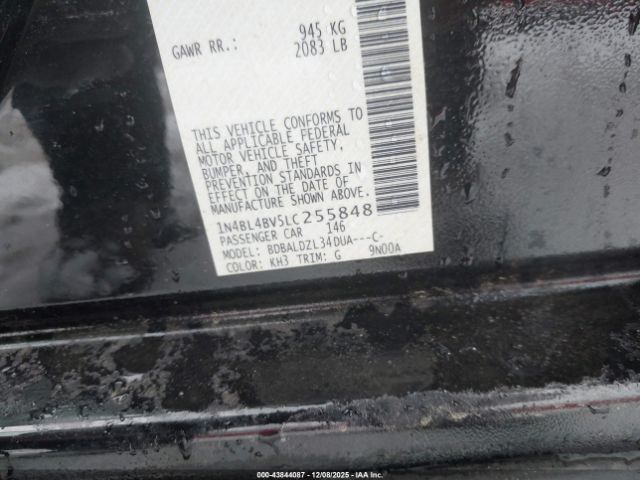 945 KG
GAWR RR.: 2083 LB
THIS VEHICLE CONFORMS TO
ALL APPLICABLE FEDERAL
MOTOR VEHICLE SAFETY,
BUMPER, AND THEFT
PREVENTION STANDARDS IN
EFFECT ON THE DATE OF
MANUFACTURE SHOWN ABOVE.
1N4BL4BV5LC255848
PASSENGER CAR 146
MODEL: BDBALDZL34DUA---C-
COLOR: KH3 TRIM: G 9N00A
000-43844087 - 12/08/2025 - Copyright © 2025 IAA, Inc.